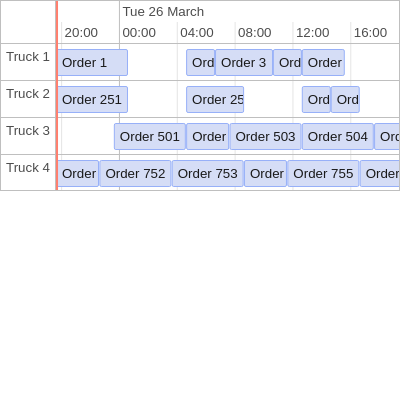 Tue 26 March
20:00 00:00 04:00 08:00 12:00 16:00
Truck 1 Order 1 Ord Order 3 Ord Order
Truck 2 Order 251 Order 25 Ord Ord
Truck 3 Order 501 Order Order 503 Order 504 Ord
Truck 4 Order Order 752 Order 753 Order Order 755 Order